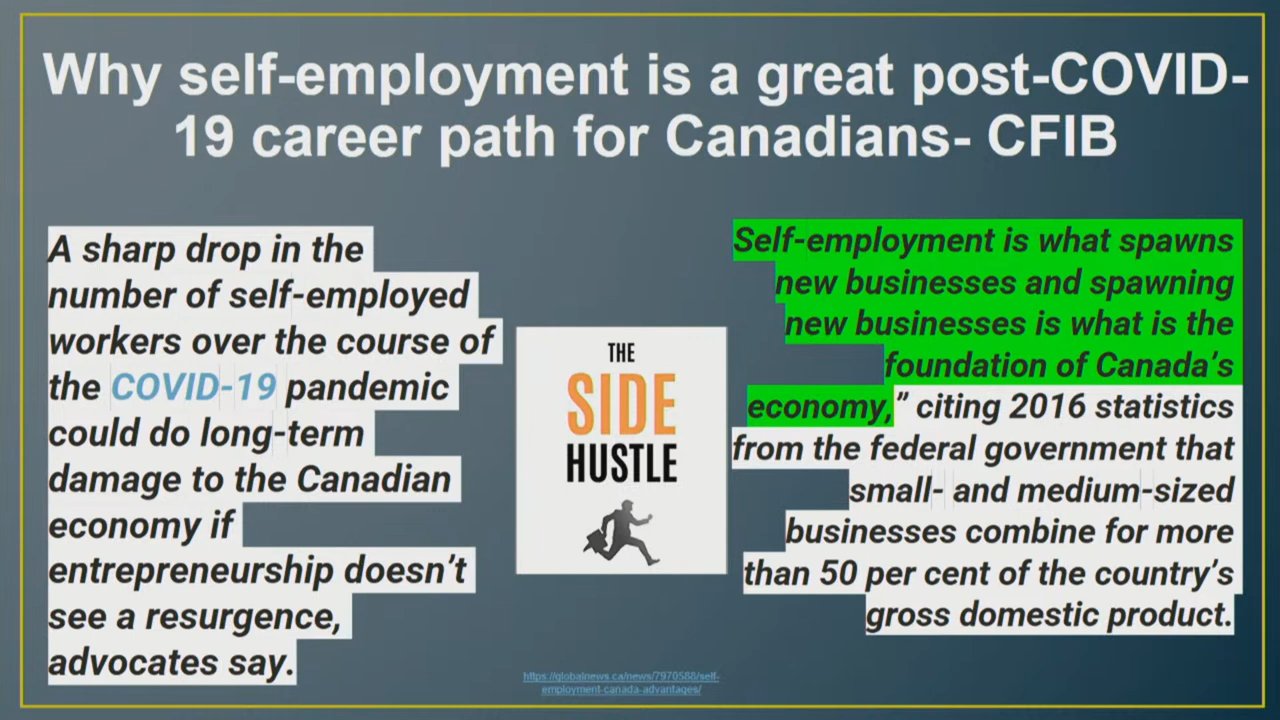 Why self-employment is a great post-COVID-
19 career path for Canadians- CFIB
A sharp drop in the
number of self-employed
workers over the course of
the COVID-19 pandemic
could do long-term
damage to the Canadian
economy if
entrepreneurship doesn’t
see a resurgence,
advocates say.
THE
SIDE
HUSTLE
Self-employment is what spawns
new businesses and spawning
new businesses is what is the
foundation of Canada’s
economy,” citing 2016 statistics
from the federal government that
small- and medium-sized
businesses combine for more
than 50 per cent of the country’s
gross domestic product.
https://globalnews.ca/news/7970588/self-
employment-canada-advantages/